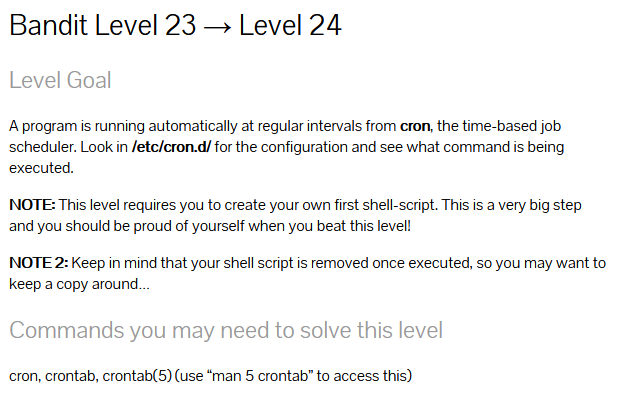 Bandit Level 23 → Level 24
Level Goal
A program is running automatically at regular intervals from cron, the time-based job
scheduler. Look in /etc/cron.d/ for the configuration and see what command is being
executed.
NOTE: This level requires you to create your own first shell-script. This is a very big step
and you should be proud of yourself when you beat this level!
NOTE 2: Keep in mind that your shell script is removed once executed, so you may want to
keep a copy around…
Commands you may need to solve this level
cron, crontab, crontab(5) (use “man 5 crontab” to access this)